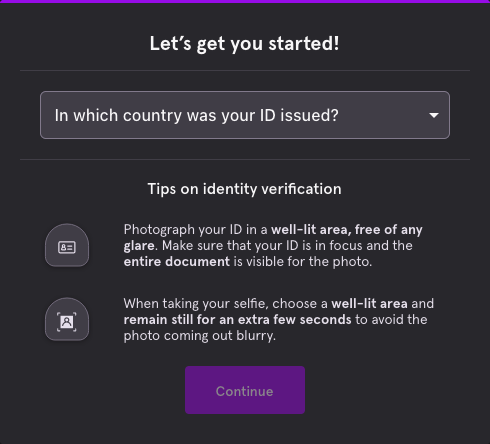 Let's get you started!
In which country was your ID issued?
Tips on identity verification
Photograph your ID in a well-lit area, free of any
glare. Make sure that your ID is in focus and the
entire document is visible for the photo.
When taking your selfie, choose a well-lit area and
remain still for an extra few seconds to avoid the
photo coming out blurry.
Continue